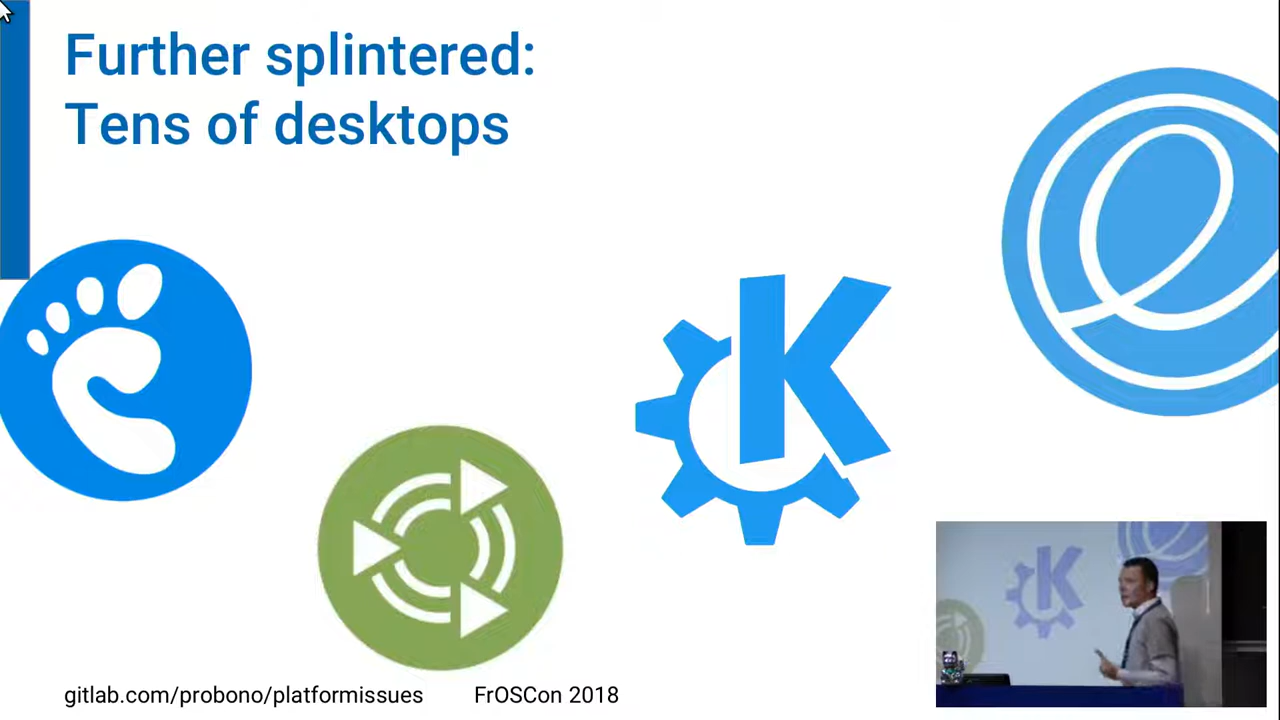 Further splintered:
Tens of desktops
gitlab.com/probono/platformissues
FrOSCon 2018